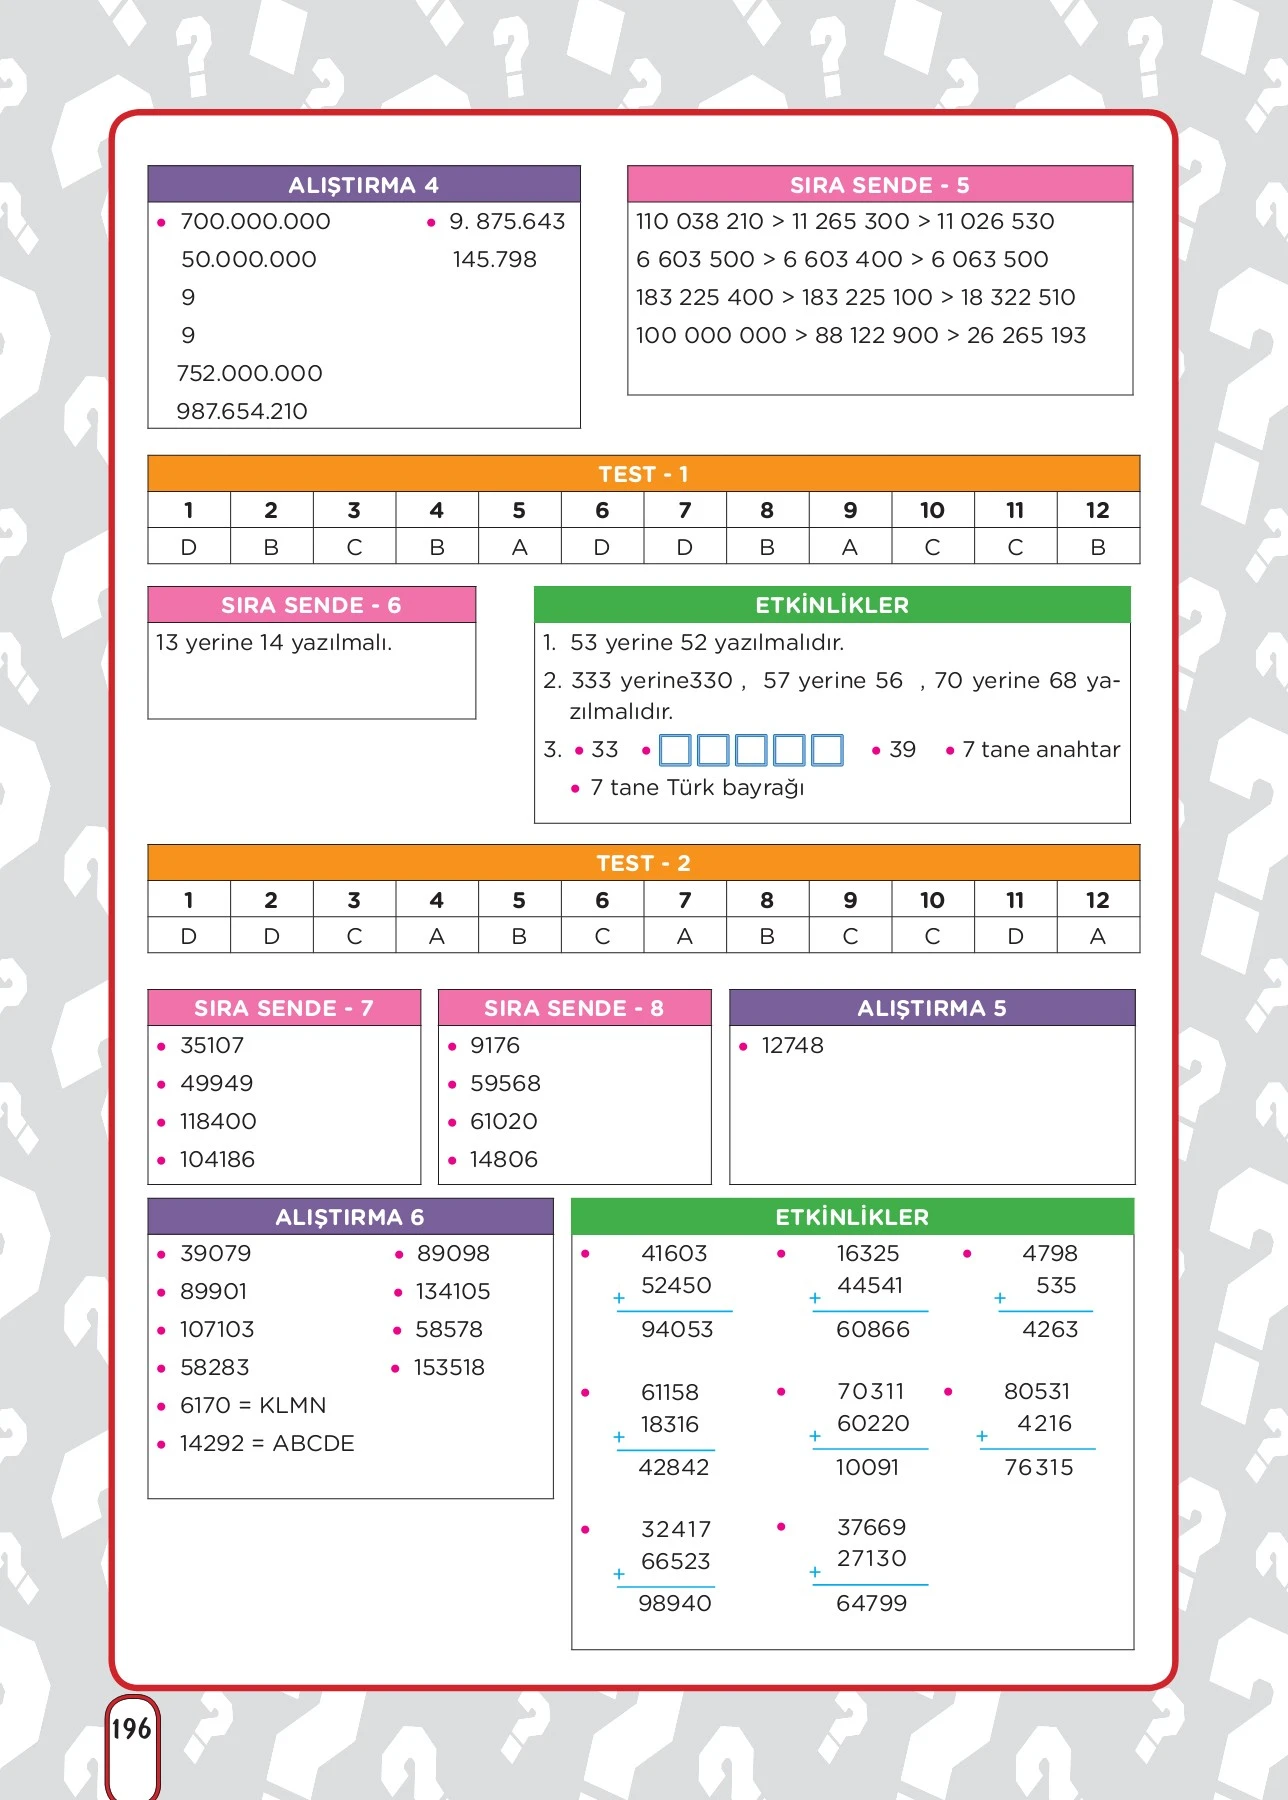 ALIŞTIRMA 4
• 700.000.000 • 9. 875.643
50.000.000 145.798
9
9
752.000.000
987.654.210
SIRA SENDE - 5
110 038 210 > 11 265 300 > 11 026 530
6 603 500 > 6 603 400 > 6 063 500
183 225 400 > 183 225 100 > 18 322 510
100 000 000 > 88 122 900 > 26 265 193
TEST - 1
1 2 3 4 5 6 7 8 9 10 11 12
D B C B A D D B A C C B
SIRA SENDE - 6
13 yerine 14 yazılmalı.
ETKİNLİKLER
1. 53 yerine 52 yazılmalıdır.
2. 333 yerine330 , 57 yerine 56 , 70 yerine 68 ya-
zılmalıdır.
3. • 33 • • 39 • 7 tane anahtar
• 7 tane Türk bayrağı
TEST - 2
1 2 3 4 5 6 7 8 9 10 11 12
D D C A B C A B C C D A
SIRA SENDE - 7
• 35107
• 49949
• 118400
• 104186
SIRA SENDE - 8
• 9176
• 59568
• 61020
• 14806
ALIŞTIRMA 5
• 12748
ALIŞTIRMA 6
• 39079 • 89098
• 89901 • 134105
• 107103 • 58578
• 58283 • 153518
• 6170 = KLMN
• 14292 = ABCDE
ETKİNLİKLER
• 41603 • 16325 • 4798
+ 52450 + 44541 + 535
94053 60866 4263
• 61158 • 70311 • 80531
+ 18316 + 60220 + 4216
42842 10091 76315
• 32417 • 37669
+ 66523 + 27130
98940 64799
196